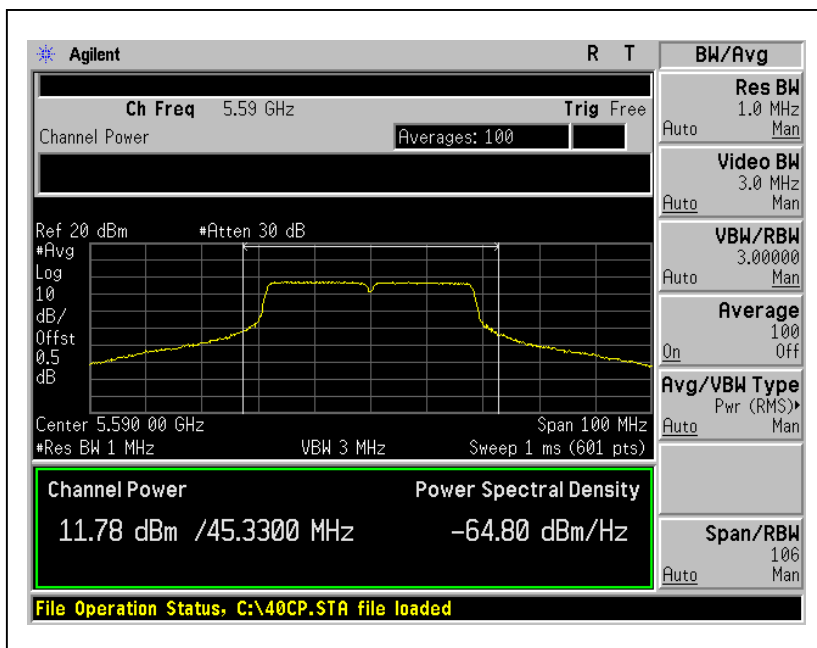 Agilent R T
Ch Freq 5.59 GHz Trig Free
Channel Power Averages: 100
Ref 20 dBm #Atten 30 dB
#Avg
Log
10
dB/
Offst
0.5
dB
Center 5.590 00 GHz Span 100 MHz
#Res BW 1 MHz VBW 3 MHz Sweep 1 ms (601 pts)
Channel Power Power Spectral Density
11.78 dBm /45.3300 MHz -64.80 dBm/Hz
File Operation Status, C:\40CP.STA file loaded
BW/Avg
Res BW
1.0 MHz
Auto Man
Video BW
3.0 MHz
Auto Man
VBW/RBW
3.00000
Auto Man
Average
100
On Off
Avg/VBW Type
Pwr (RMS)▸
Auto Man
Span/RBW
106
Auto Man